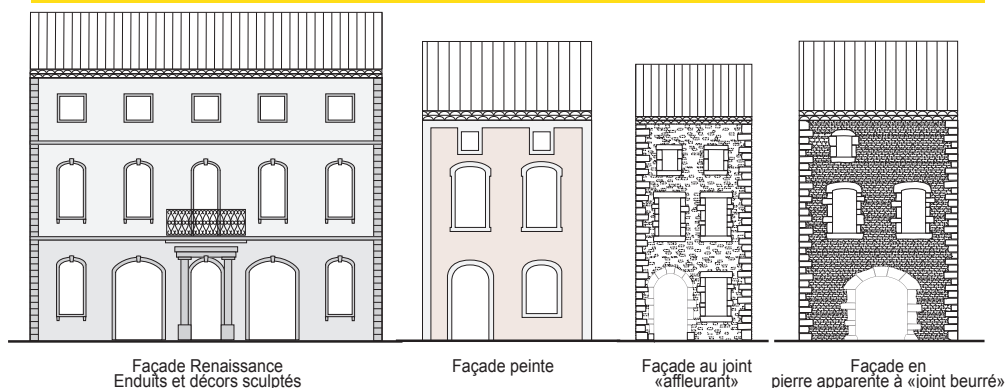 Façade Renaissance
Enduits et décors sculptés
Façade peinte
Façade au joint
«affleurant»
Façade en
pierre apparente à «joint beurré»